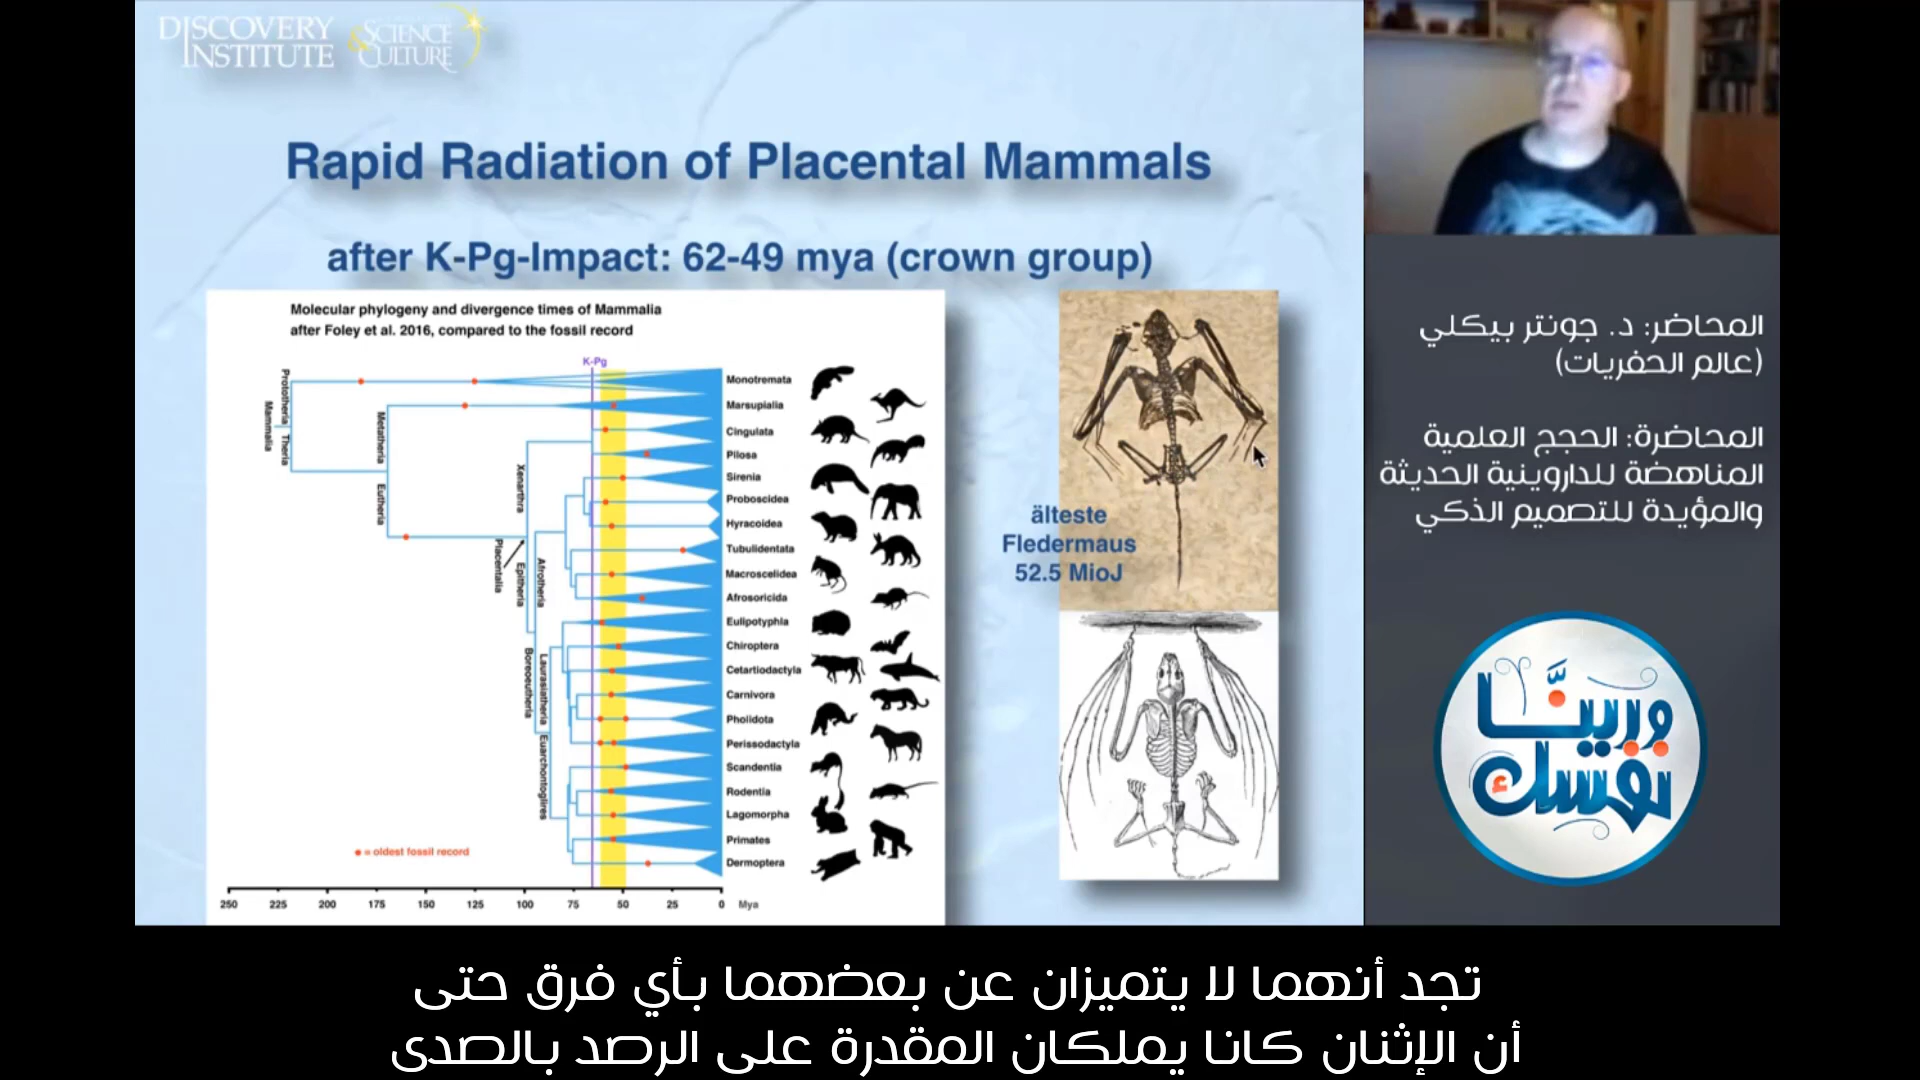 DISCOVERY
INSTITUTE
SCIENCE
& CULTURE
Rapid Radiation of Placental Mammals
after K-Pg-Impact: 62-49 mya (crown group)
Molecular phylogeny and divergence times of Mammalia
after Foley et al. 2016, compared to the fossil record
K-Pg
Prototheria
Theria
Mammalia
Metatheria
Eutheria
Xenarthra
Placentalia
Epitheria
Afrotheria
Boreoeutheria
Laurasiatheria
Euarchontoglires
Monotremata
Marsupialia
Cingulata
Pilosa
Sirenia
Proboscidea
Hyracoidea
Tubulidentata
Macroscelidea
Afrosoricida
Eulipotyphla
Chiroptera
Cetartiodactyla
Carnivora
Pholidota
Perissodactyla
Scandentia
Rodentia
Lagomorpha
Primates
Dermoptera
= oldest fossil record
250 225 200 175 150 125 100 75 50 25 0 Mya
älteste
Fledermaus
52.5 MioJ
المحاضر: د. جونتر بيكلي
(عالم الحفريات)
المحاضرة: الحجج العلمية
المناهضة للداروينية الحديثة
والمؤيدة للتصميم الذكي
ورينا
نفسك
تجد أنهما لا يتميزان عن بعضهما بأي فرق حتى
أن الإثنان كانا يملكان المقدرة على الرصد بالصدى